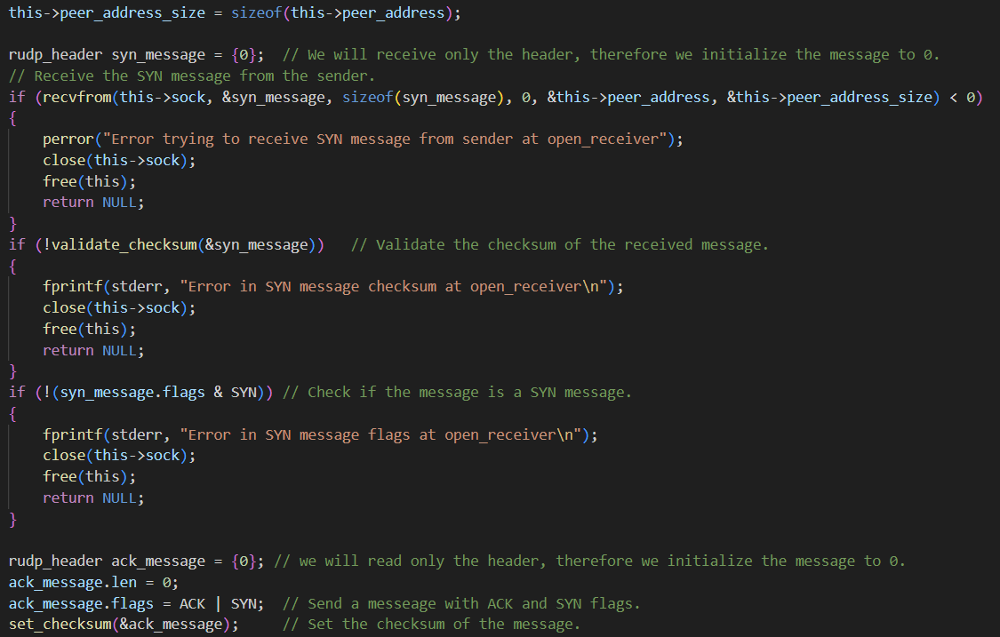 this->peer_address_size = sizeof(this->peer_address);
rudp_header syn_message = {0};  // We will receive only the header, therefore we initialize the message to 0.
// Receive the SYN message from the sender.
if (recvfrom(this->sock, &syn_message, sizeof(syn_message), 0, &this->peer_address, &this->peer_address_size) < 0)
{
    perror("Error trying to receive SYN message from sender at open_receiver");
    close(this->sock);
    free(this);
    return NULL;
}
if (!validate_checksum(&syn_message))   // Validate the checksum of the received message.
{
    fprintf(stderr, "Error in SYN message checksum at open_receiver\n");
    close(this->sock);
    free(this);
    return NULL;
}
if (!(syn_message.flags & SYN)) // Check if the message is a SYN message.
{
    fprintf(stderr, "Error in SYN message flags at open_receiver\n");
    close(this->sock);
    free(this);
    return NULL;
}
rudp_header ack_message = {0}; // we will read only the header, therefore we initialize the message to 0.
ack_message.len = 0;
ack_message.flags = ACK | SYN;  // Send a messeage with ACK and SYN flags.
set_checksum(&ack_message);     // Set the checksum of the message.